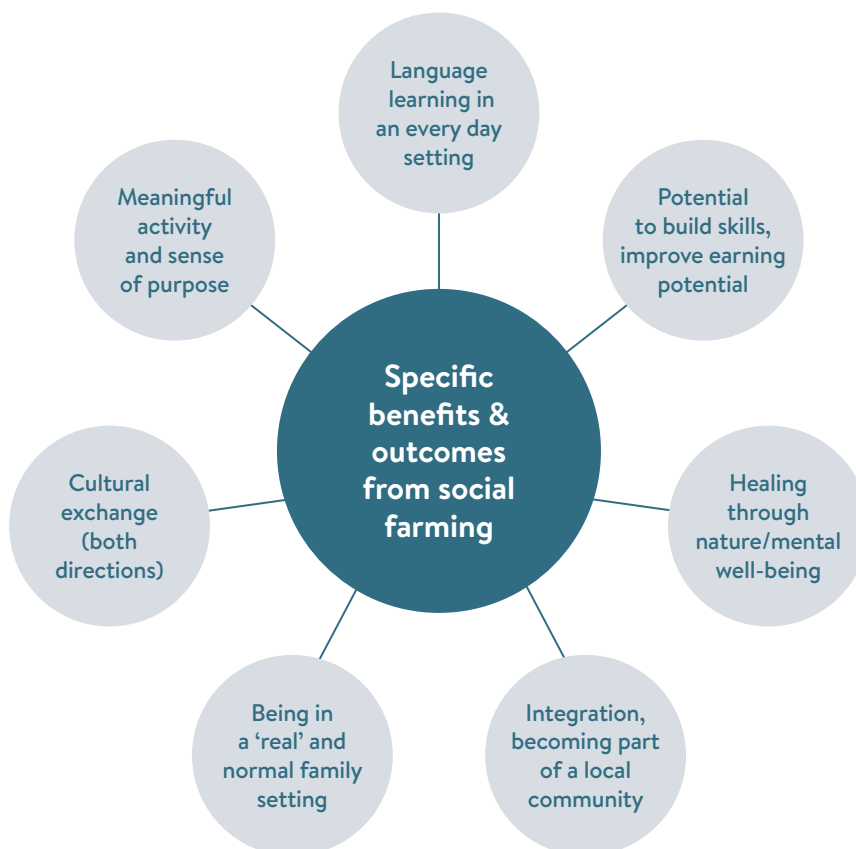 Language
learning in
an every day
setting
Potential
to build skills,
improve earning
potential
Healing
through
nature/mental
well-being
Integration,
becoming part
of a local
community
Being in
a ‘real’ and
normal family
setting
Cultural
exchange
(both
directions)
Meaningful
activity
and sense
of purpose
Specific
benefits &
outcomes
from social
farming